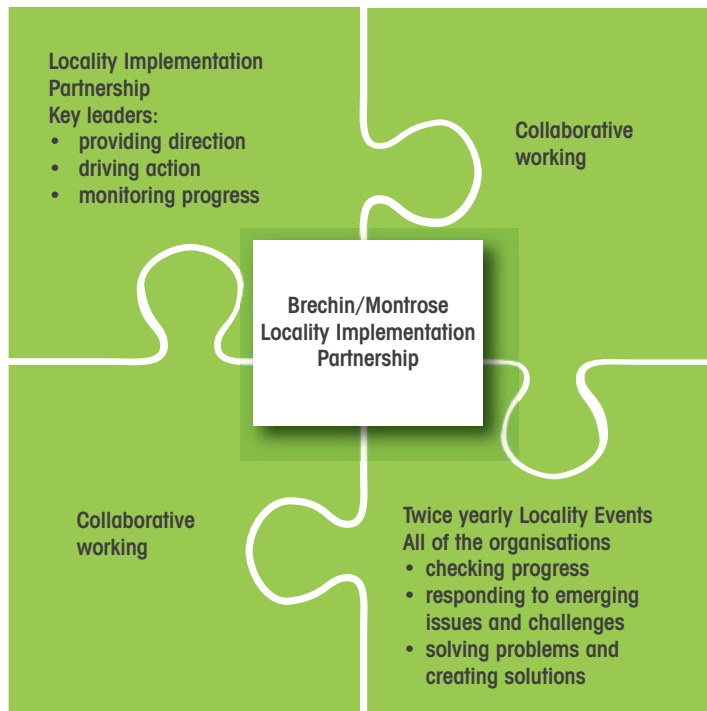 Locality Implementation
Partnership
Key leaders:
• providing direction
• driving action
• monitoring progress
Collaborative
working
Brechin/Montrose
Locality Implementation
Partnership
Collaborative
working
Twice yearly Locality Events
All of the organisations
• checking progress
• responding to emerging
issues and challenges
• solving problems and
creating solutions